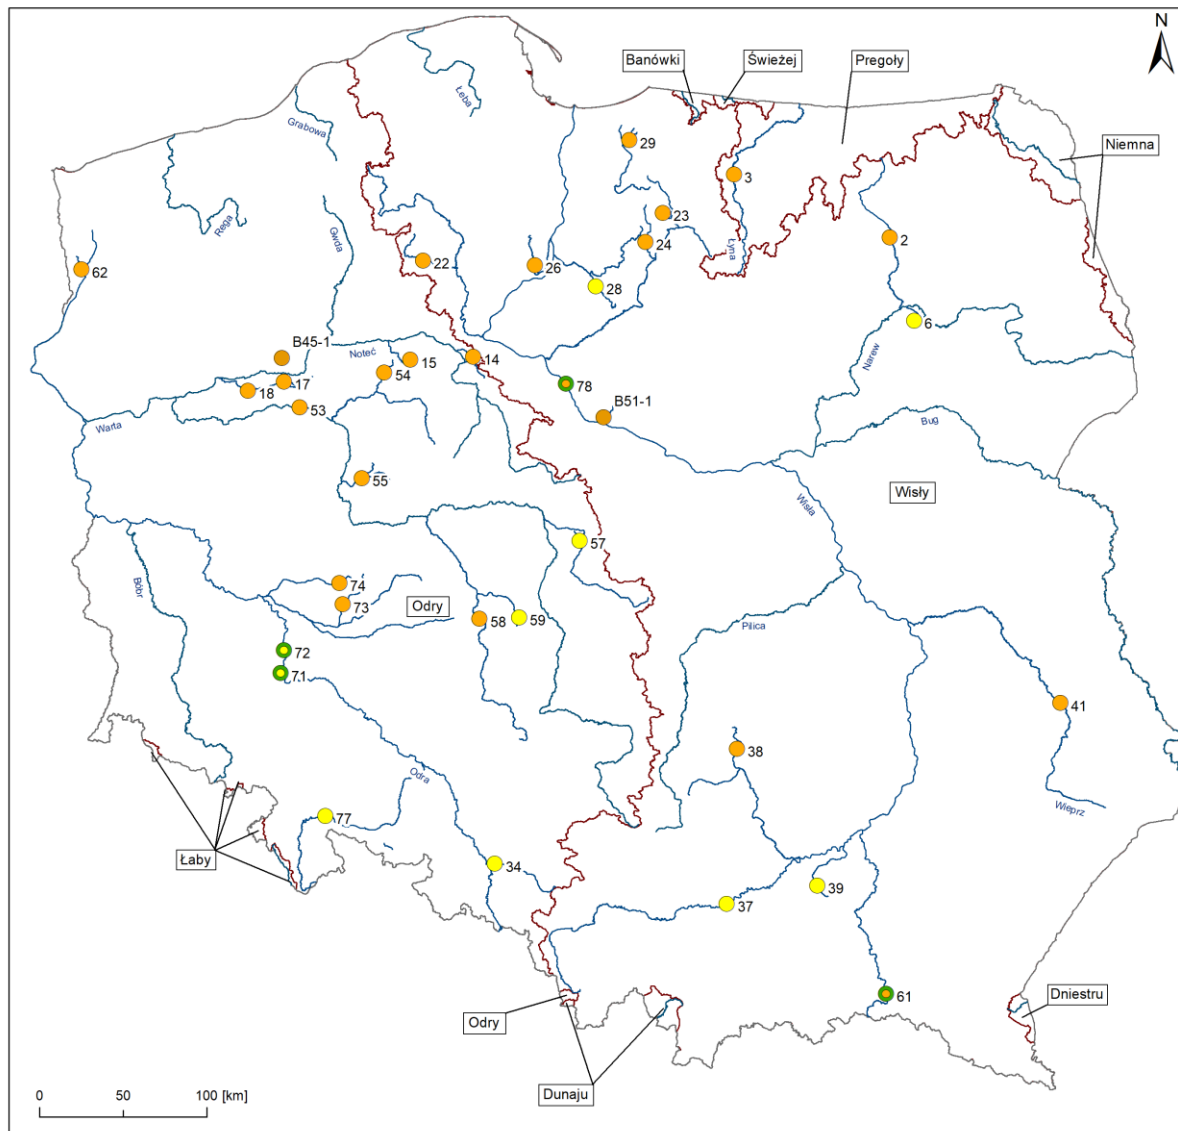 N
Banówki
Świeżej
Pregoły
Łeba
Grabowa
29
Niemna
3
23
Rega
Gwda
24
Łyna
2
62
22
26
28
6
B45-1
Noteć
15
14
Narew
17
54
78
18
53
B51-1
Warta
Bug
55
Wisły
Wisła
57
Bóbr
74
73
Odry
58
59
Pilica
72
71
41
38
Odra
Wieprz
77
Łaby
34
39
37
61
Dniestru
Odry
Dunaju
0 50 100 [km]